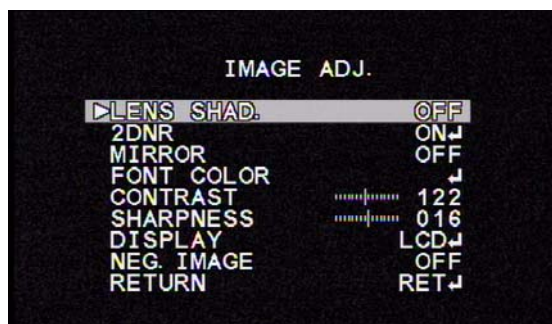 IMAGE ADJ.
LENS SHAD. OFF
2DNR ON↵
MIRROR OFF
FONT COLOR ↵
CONTRAST 122
SHARPNESS 016
DISPLAY LCD↵
NEG. IMAGE OFF
RETURN RET↵